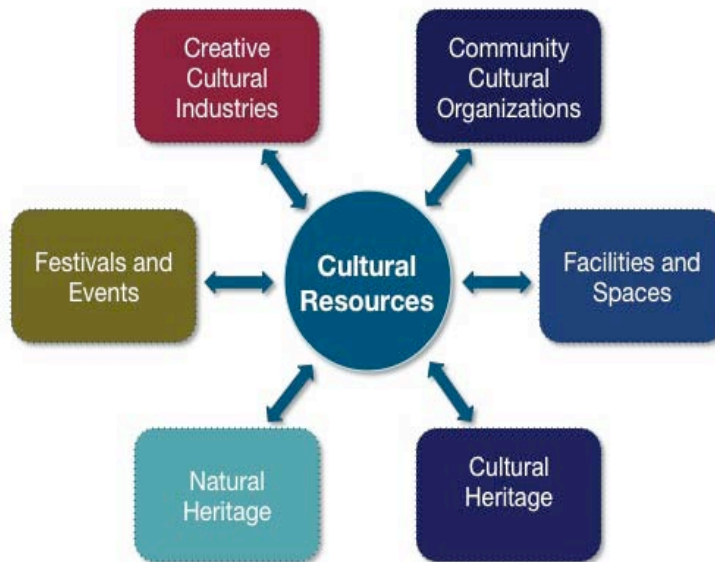 Creative
Cultural
Industries
Community
Cultural
Organizations
Festivals and
Events
Cultural
Resources
Facilities and
Spaces
Natural
Heritage
Cultural
Heritage